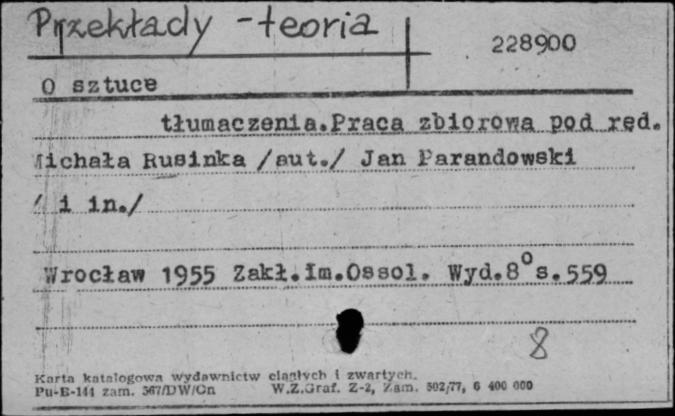 Przekłady - teoria
228900
O sztuce
tłumaczenia.Praca zbiorowa pod red.
Michała Rusinka /aut./ Jan Parandowski
/ i in./
Wrocław 1955 Zakł.im.Ossol. Wyd.8° s.559
8
Karta katalogowa wydawnictw ciągłych i zwartych.
Pu-B-144 zam. 567/DW/Cn W.Z.Graf. Z-2, Zam. 502/77, 6 400 000